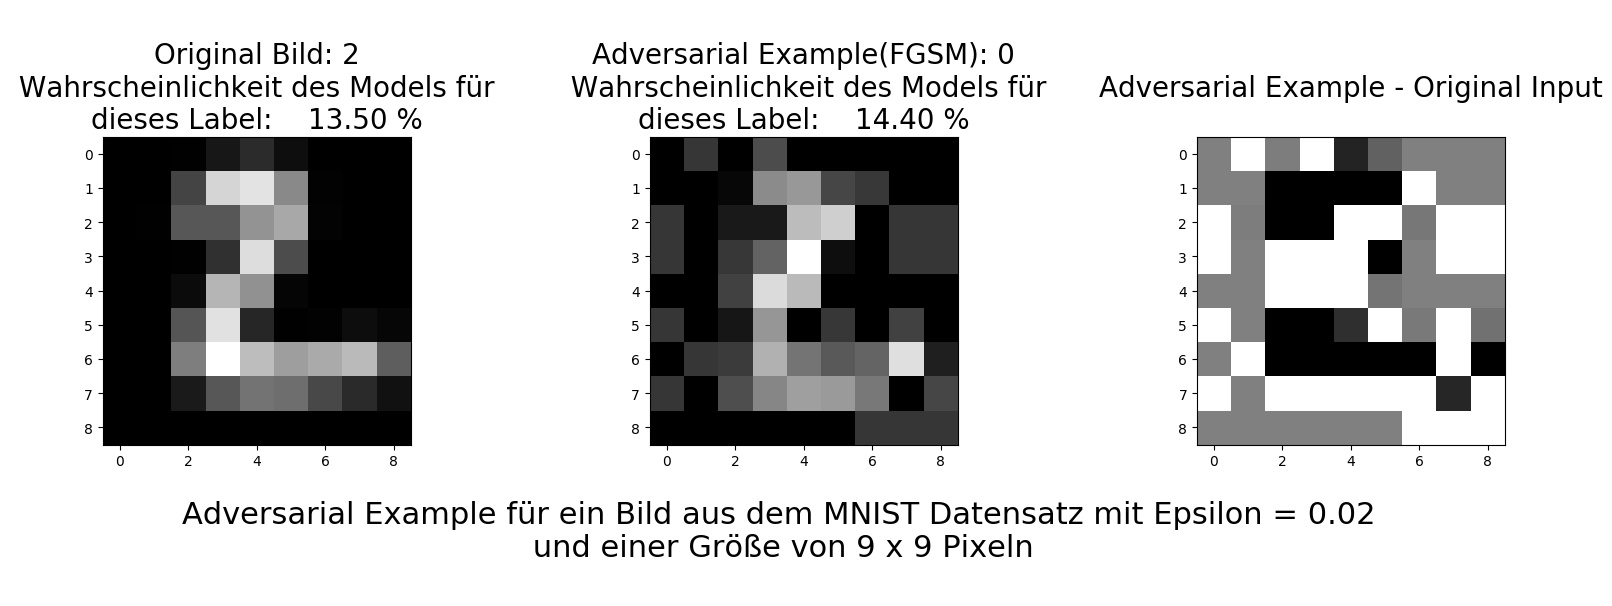 Original Bild: 2
Wahrscheinlichkeit des Models für
dieses Label: 13.50 %
Adversarial Example(FGSM): 0
Wahrscheinlichkeit des Models für
dieses Label: 14.40 %
Adversarial Example - Original Input
0
1
2
3
4
5
6
7
8
0 2 4 6 8
0
1
2
3
4
5
6
7
8
0 2 4 6 8
0
1
2
3
4
5
6
7
8
0 2 4 6 8
Adversarial Example für ein Bild aus dem MNIST Datensatz mit Epsilon = 0.02
und einer Größe von 9 x 9 Pixeln